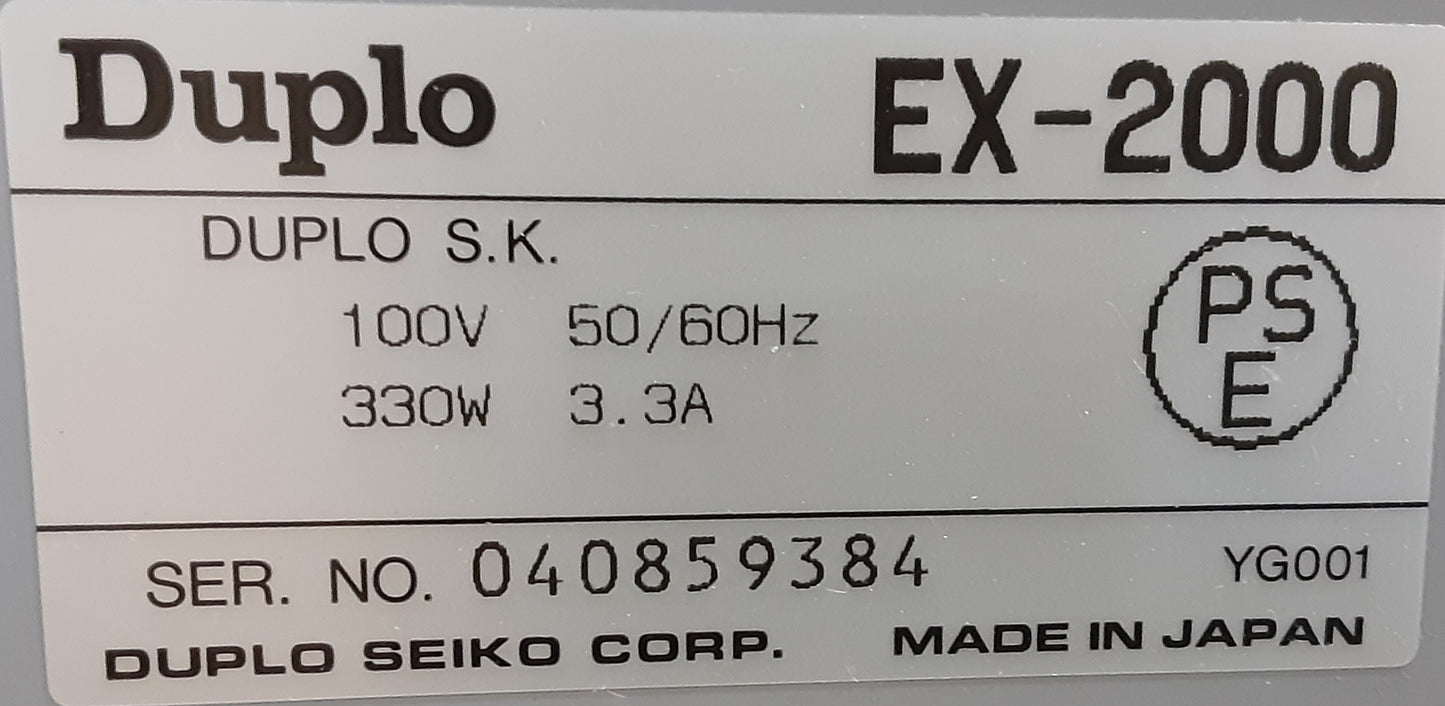 Duplo EX-2000
DUPLO S.K.
100V 50/60Hz
330W 3.3A
PS
E
SER. NO. 040859384 YG001
DUPLO SEIKO CORP. MADE IN JAPAN